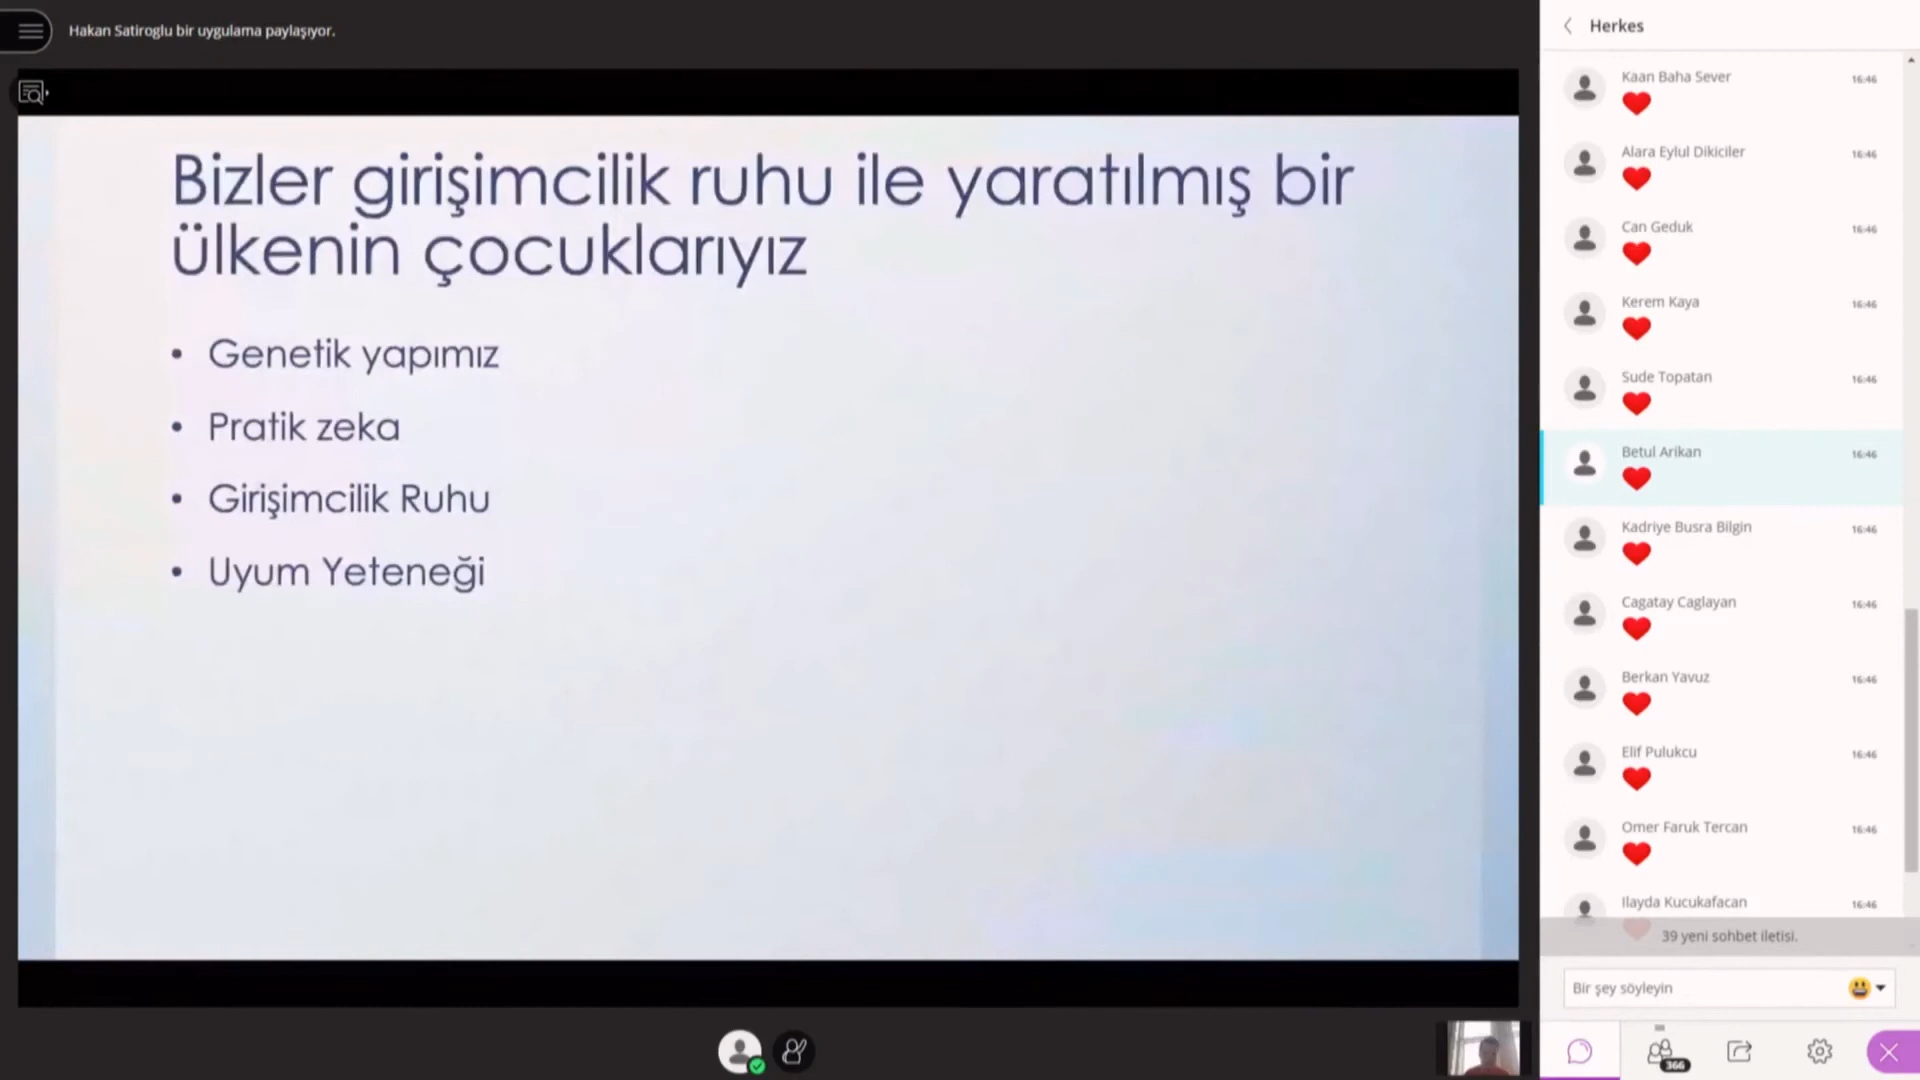 Hakan Satiroglu bir uygulama paylaşıyor.
Bizler girişimcilik ruhu ile yaratılmış bir
ülkenin çocuklarıyız
• Genetik yapımız
• Pratik zeka
• Girişimcilik Ruhu
• Uyum Yeteneği
Herkes
Kaan Baha Sever 16:46
Alara Eylul Dikiciler 16:46
Can Geduk 16:46
Kerem Kaya 16:46
Sude Topatan 16:46
Betul Arikan 16:46
Kadriye Busra Bilgin 16:46
Cagatay Caglayan 16:46
Berkan Yavuz 16:46
Elif Pulukcu 16:46
Omer Faruk Tercan 16:46
Ilayda Kucukafacan 16:46
39 yeni sohbet iletisi.
Bir şey söyleyin
366